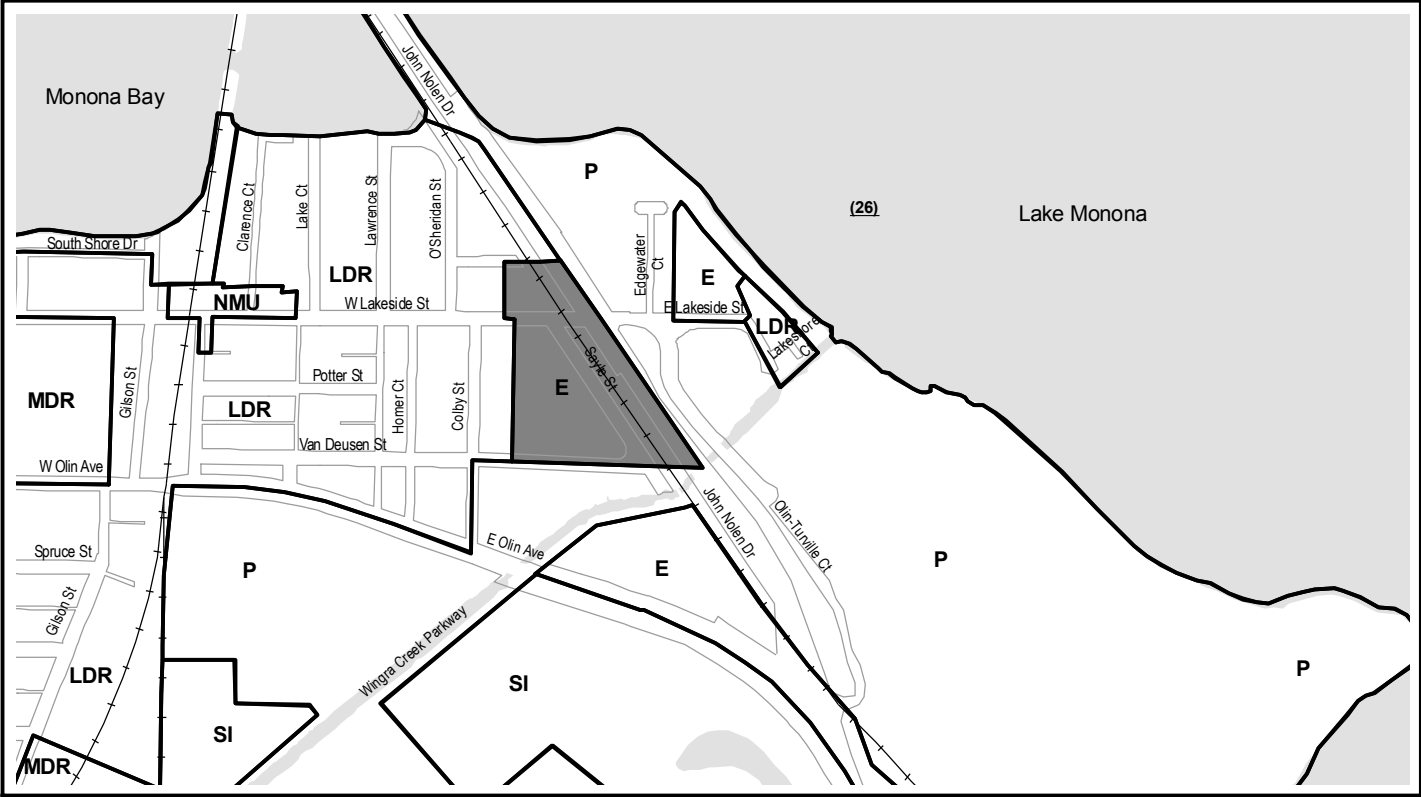 John Nolen Dr
Monona Bay
P
(26)
Lake Monona
Clarence Ct
Lake Ct
Lawrence St
O'Sheridan St
Edgewater
Ct
South Shore Dr
LDR
E
NMU
W Lakeside St
E Lakeside St
LDR
Lakeshore
Ct
Sayle St
Potter St
E
MDR
Gilson St
LDR
Homer Ct
Colby St
Van Deusen St
W Olin Ave
John Nolen Dr
Olin-Turville Ct
E Olin Ave
Spruce St
P
E
P
Gilson St
Wingra Creek Parkway
LDR
SI
P
SI
MDR